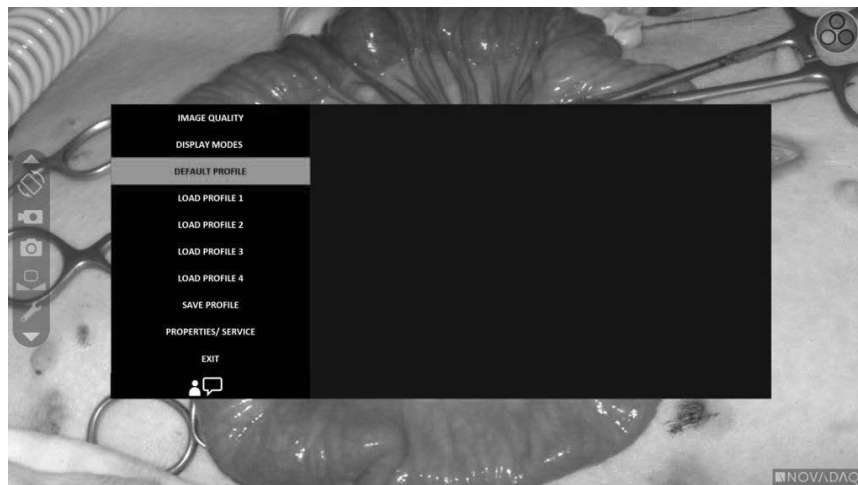 IMAGE QUALITY
DISPLAY MODES
DEFAULT PROFILE
LOAD PROFILE 1
LOAD PROFILE 2
LOAD PROFILE 3
LOAD PROFILE 4
SAVE PROFILE
PROPERTIES/ SERVICE
EXIT
NOVADAQ